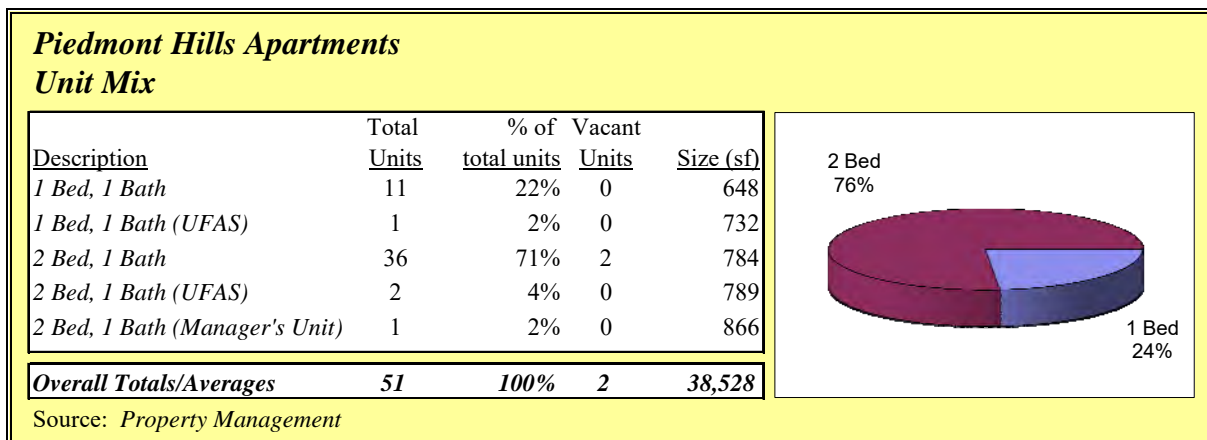 Piedmont Hills Apartments
Unit Mix
Total % of Vacant
Description Units total units Units Size (sf)
1 Bed, 1 Bath 11 22% 0 648
1 Bed, 1 Bath (UFAS) 1 2% 0 732
2 Bed, 1 Bath 36 71% 2 784
2 Bed, 1 Bath (UFAS) 2 4% 0 789
2 Bed, 1 Bath (Manager's Unit) 1 2% 0 866
Overall Totals/Averages 51 100% 2 38,528
Source: Property Management
2 Bed
76%
1 Bed
24%